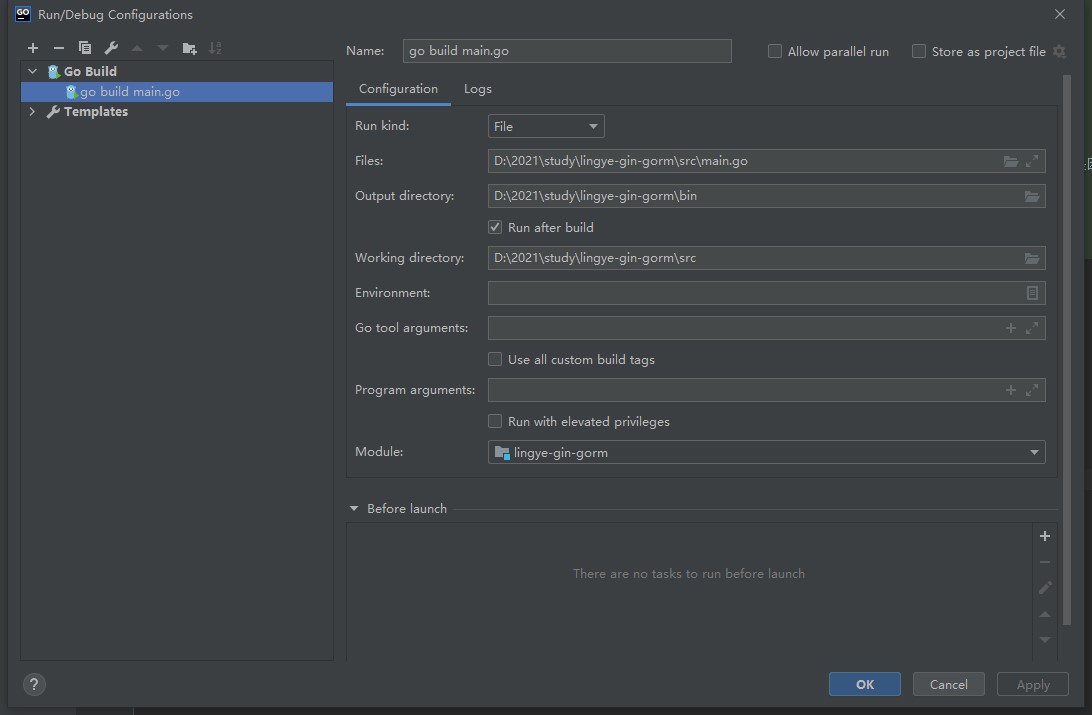 GO Run/Debug Configurations
Name: go build main.go Allow parallel run Store as project file
Go Build
go build main.go
Templates
Configuration Logs
Run kind: File
Files: D:\2021\study\lingye-gin-gorm\src\main.go
Output directory: D:\2021\study\lingye-gin-gorm\bin
Run after build
Working directory: D:\2021\study\lingye-gin-gorm\src
Environment:
Go tool arguments:
Use all custom build tags
Program arguments:
Run with elevated privileges
Module: lingye-gin-gorm
Before launch
There are no tasks to run before launch
? OK Cancel Apply